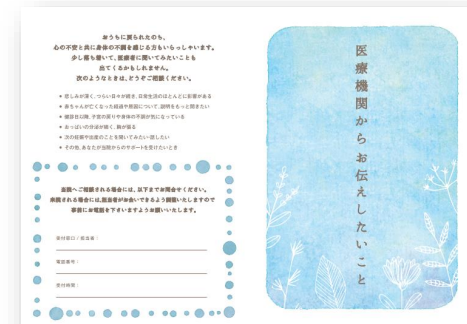 おうちに戻られたのち、
心の不安と共に身体の不調を感じる方もいらっしゃいます。
少し落ち着いて、医療者に聞いてみたいことも
出てくるかもしれません。
次のようなときは、どうぞご相談ください。
● 悲しみが深く、つらい日々が続き、日常生活のほとんどに影響がある
● 赤ちゃんが亡くなった経過や原因について、説明をもっと聞きたい
● 退院後、子宮の戻りや身体の不調が気になっている
● おっぱいの分泌が続く、胸が張る
● 次の妊娠や出産のことを聞いてみたい・話したい
● その他、あなたが当院からのサポートを受けたいとき
当院へご相談される場合には、以下までお問合せください。
来院される場合には、担当者がお会いできるよう調整いたしますので
事前にお電話を下さいますようお願いいたします。
受付窓口 / 担当者：
電話番号：
受付時間：
医療機関からお伝えしたいこと